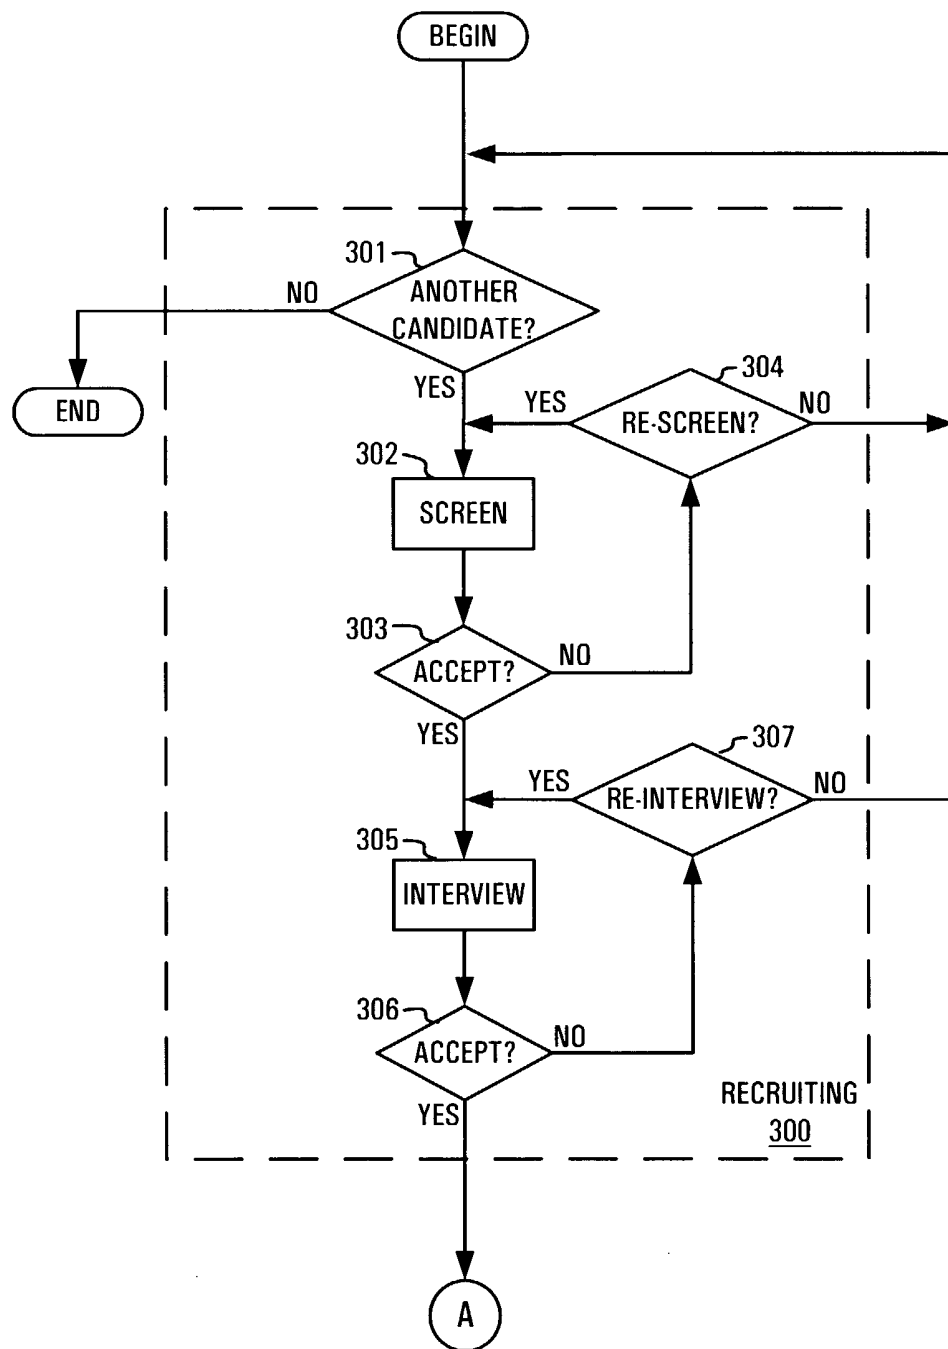 BEGIN
301
NO
ANOTHER
CANDIDATE?
YES
END
304
YES
RE-SCREEN?
NO
302
SCREEN
303
ACCEPT?
NO
YES
307
YES
RE-INTERVIEW?
NO
305
INTERVIEW
306
ACCEPT?
NO
YES
RECRUITING
300
A